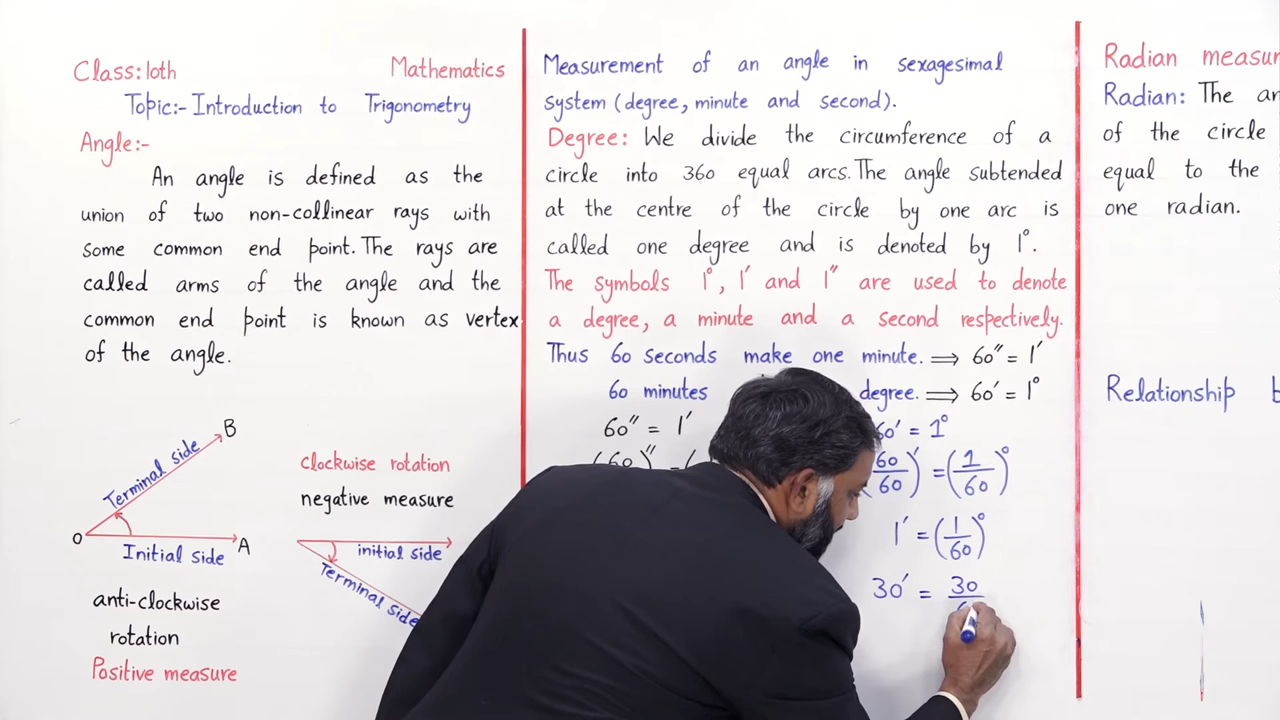 Class:10th Mathematics
Topic:- Introduction to Trigonometry
Angle:-
An angle is defined as the
union of two non-collinear rays with
some common end point. The rays are
called arms of the angle and the
common end point is known as vertex
of the angle.
B
Terminal side
O
A
Initial side
anti-clockwise
rotation
Positive measure
clockwise rotation
negative measure
initial side
Terminal side
Measurement of an angle in sexagesimal
system (degree, minute and second).
Degree: We divide the circumference of a
circle into 360 equal arcs. The angle subtended
at the centre of the circle by one arc is
called one degree and is denoted by 1°.
The symbols 1°, 1′ and 1″ are used to denote
a degree, a minute and a second respectively.
Thus 60 seconds make one minute. ⟹ 60″ = 1′
60 minutes degree. ⟹ 60′ = 1°
60″ = 1′
(60)″ = (
60′ = 1°
(60/60)′ = (1/60)°
1′ = (1/60)°
30′ = 30/
Radian measur
Radian: The an
of the circle
equal to the
one radian.
Relationship b